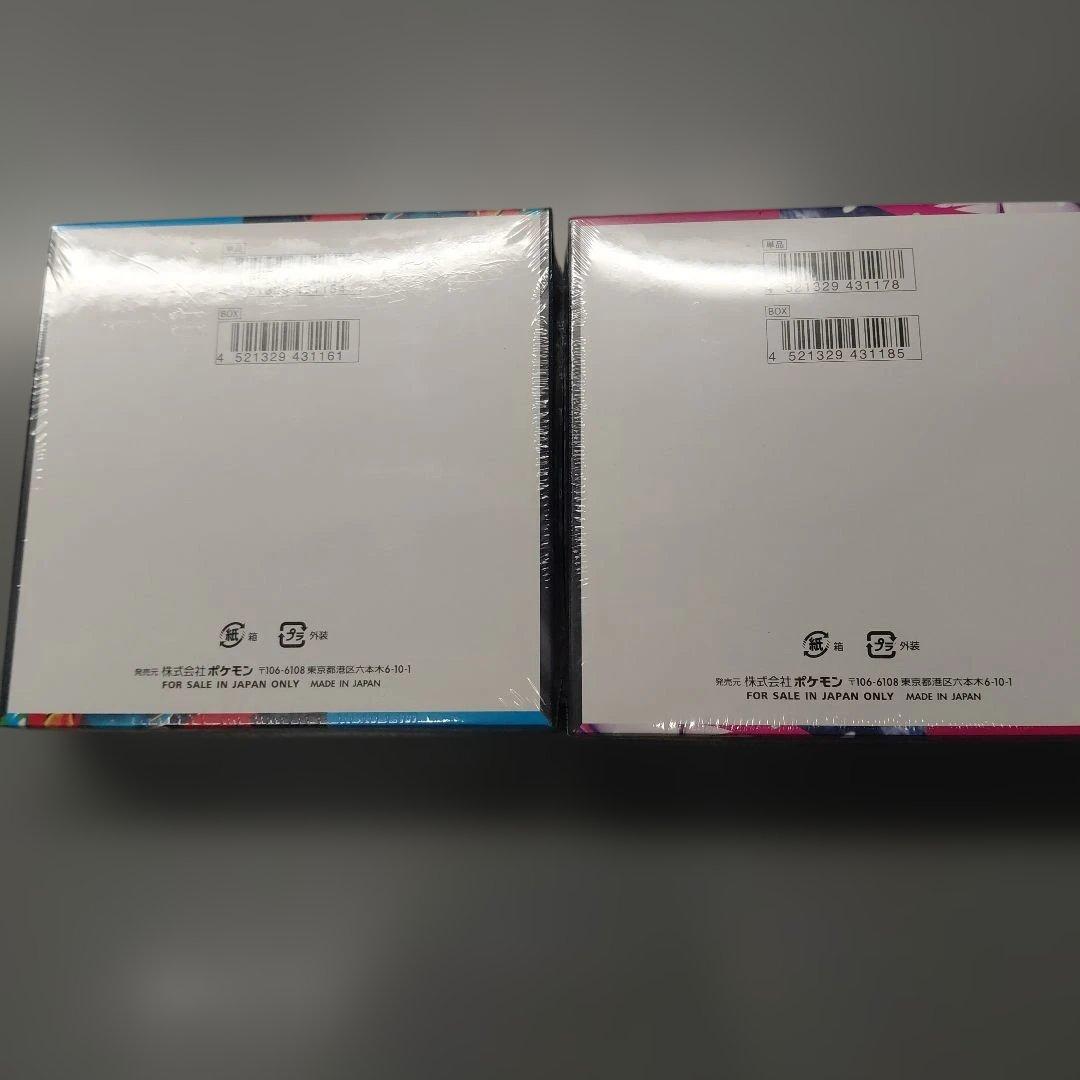 単品
BOX
4 521329 431161
紙 箱 プラ 外装
発売元 株式会社ポケモン 〒106-6108 東京都港区六本木6-10-1
FOR SALE IN JAPAN ONLY MADE IN JAPAN
単品
4 521329 431178
BOX
4 521329 431185
紙 箱 プラ 外装
発売元 株式会社ポケモン 〒106-6108 東京都港区六本木6-10-1
FOR SALE IN JAPAN ONLY MADE IN JAPAN